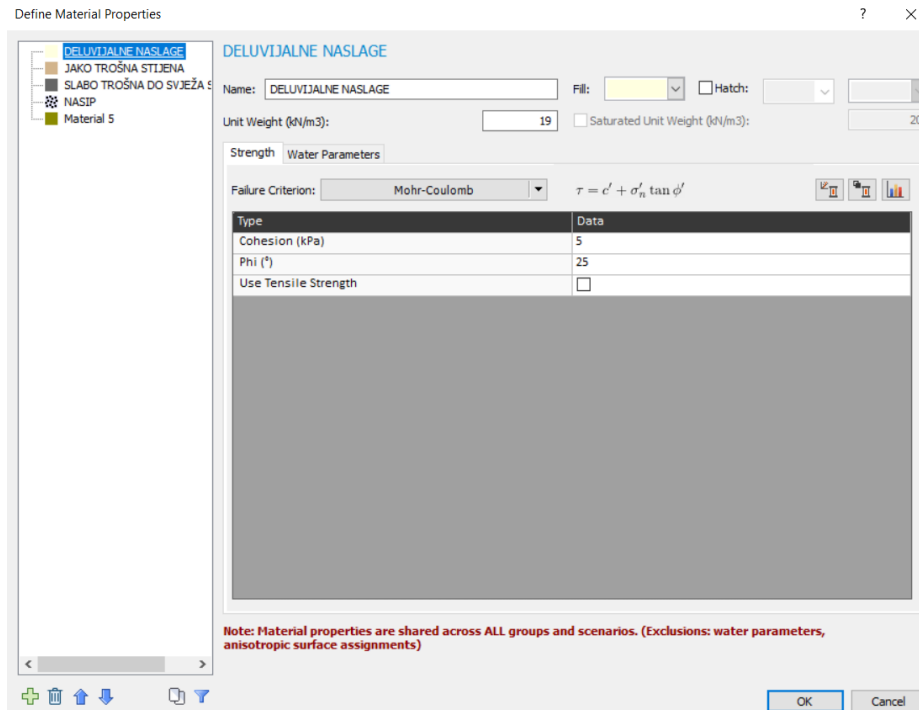 Define Material Properties
?
DELUVIJALNE NASLAGE
JAKO TROŠNA STIJENA
SLABO TROŠNA DO SVJEŽA S
NASIP
Material 5
DELUVIJALNE NASLAGE
Name: DELUVIJALNE NASLAGE Fill: Hatch:
Unit Weight (kN/m3): 19 Saturated Unit Weight (kN/m3): 20
Strength Water Parameters
Failure Criterion: Mohr-Coulomb τ = c′ + σ′ₙ tan ϕ′
Type Data
Cohesion (kPa) 5
Phi (°) 25
Use Tensile Strength
Note: Material properties are shared across ALL groups and scenarios. (Exclusions: water parameters,
anisotropic surface assignments)
OK Cancel